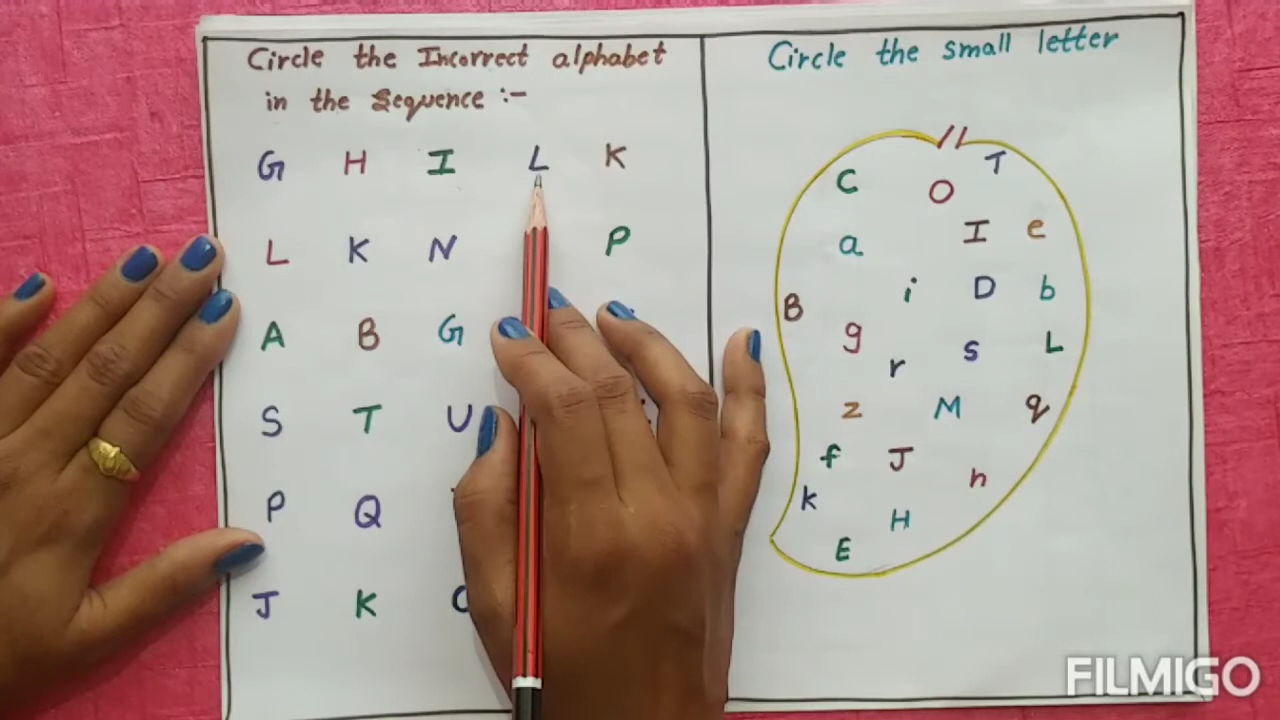 Circle the Incorrect alphabet
in the Sequence :-
G H I L K
L K N P
A B G
S T U
P Q
J K
Circle the small letter
C O T
a I e
B i D b
g r s L
z M q
f J n
k H
E
FILMIGO